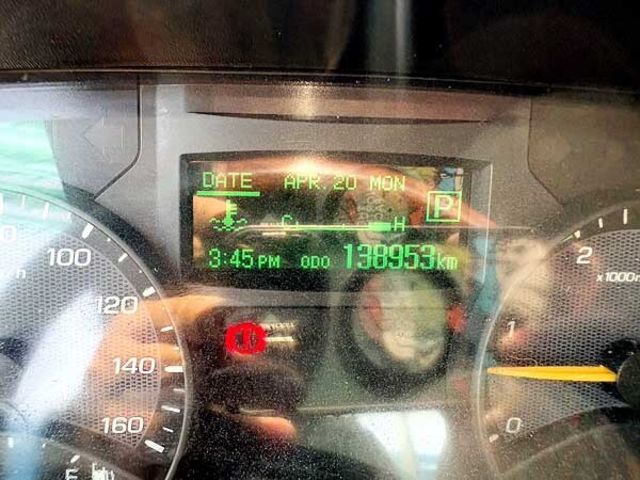 DATE APR. 20 MON
P
C H
3:45 PM ODO 138953 km
100
120
140
160
2
x1000r
1
0
E